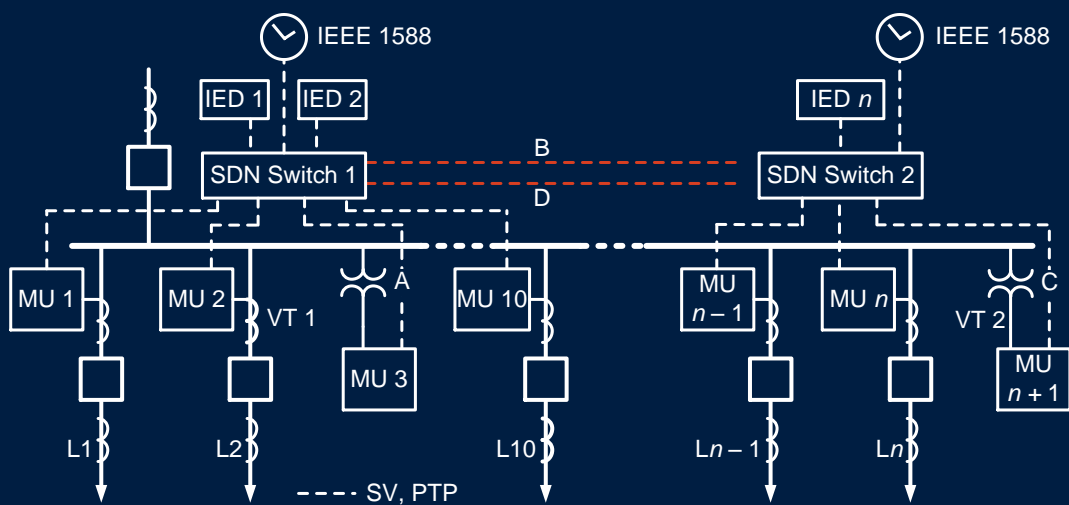 IEEE 1588
IEEE 1588
IED 1
IED 2
IED n
B
SDN Switch 1
SDN Switch 2
D
A
C
MU 1
MU 2
MU 10
MU
n – 1
MU n
VT 1
VT 2
MU 3
MU
n + 1
L1
L2
L10
Ln – 1
Ln
SV, PTP